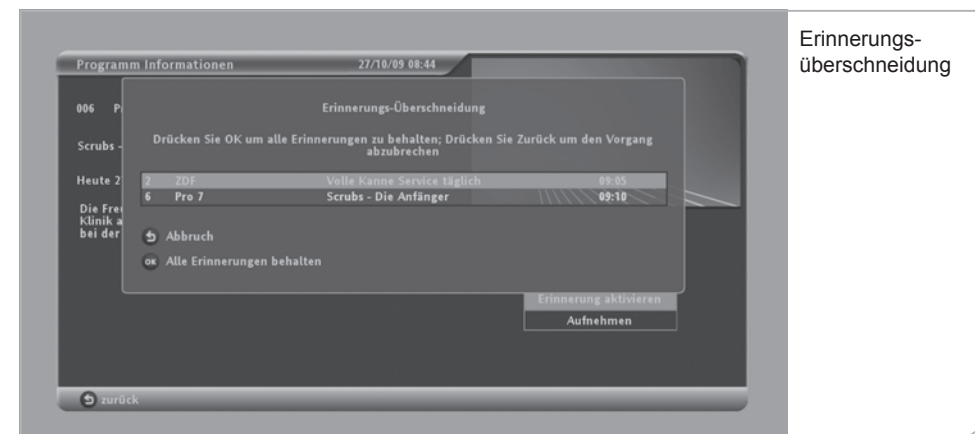 Erinnerungs-
überschneidung
Programm Informationen 27/10/09 08:44
006 P
Scrubs -
Heute 2
Die Fre
Klinik a
bei der
Erinnerungs-Überschneidung
Drücken Sie OK um alle Erinnerungen zu behalten; Drücken Sie Zurück um den Vorgang
abzubrechen
2 ZDF Volle Kanne Service täglich 09:05
6 Pro 7 Scrubs - Die Anfänger 09:10
Abbruch
OK Alle Erinnerungen behalten
Erinnerung aktivieren
Aufnehmen
zurück